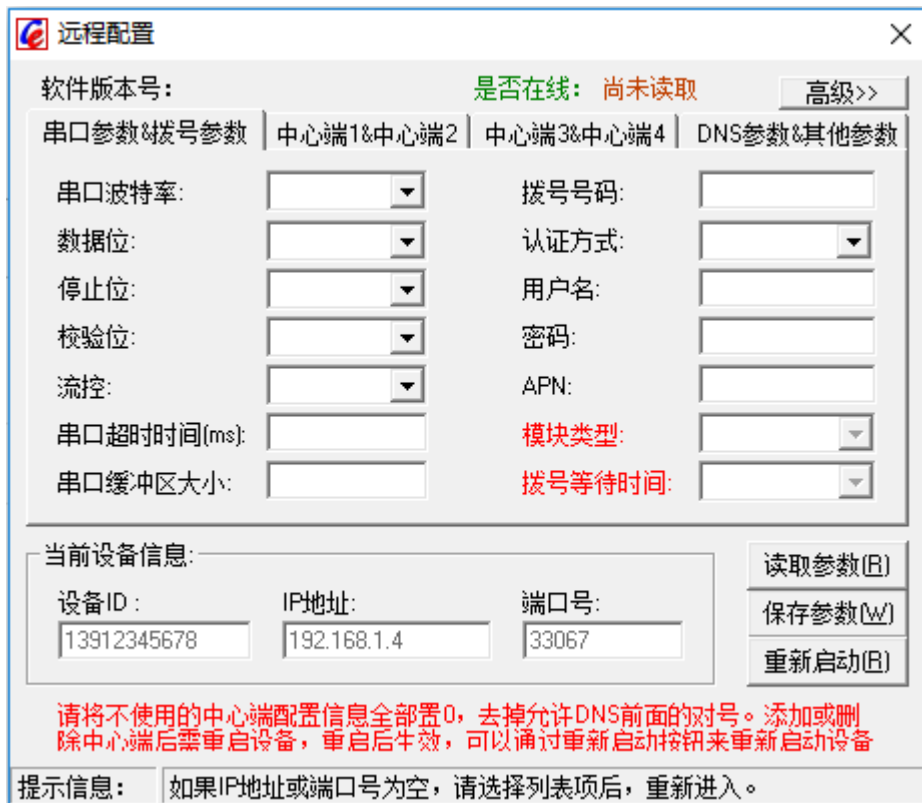 远程配置
软件版本号： 是否在线： 尚未读取 高级>>
串口参数&拨号参数 中心端1&中心端2 中心端3&中心端4 DNS参数&其他参数
串口波特率: 拨号号码:
数据位: 认证方式:
停止位: 用户名:
校验位: 密码:
流控: APN:
串口超时时间(ms): 模块类型:
串口缓冲区大小: 拨号等待时间:
当前设备信息: 读取参数(R)
设备ID : IP地址: 端口号: 保存参数(W)
13912345678 192.168.1.4 33067 重新启动(R)
请将不使用的中心端配置信息全部置0，去掉允许DNS前面的对号。添加或删
除中心端后需重启设备，重启后生效，可以通过重新启动按钮来重新启动设备
提示信息： 如果IP地址或端口号为空，请选择列表项后，重新进入。